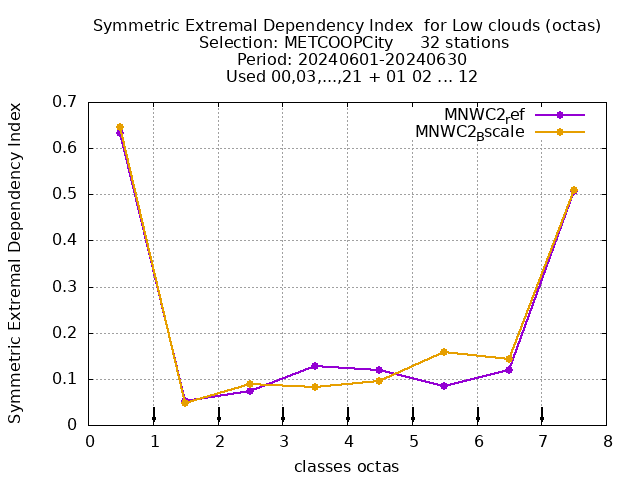 Symmetric Extremal Dependency Index  for Low clouds (octas)
Selection: METCOOPCity     32 stations
Period: 20240601-20240630
Used 00,03,...,21 + 01 02 ... 12
Symmetric Extremal Dependency Index
0.7
0.6
0.5
0.4
0.3
0.2
0.1
0
MNWC2ref
MNWC2Bscale
0 1 2 3 4 5 6 7 8
classes octas